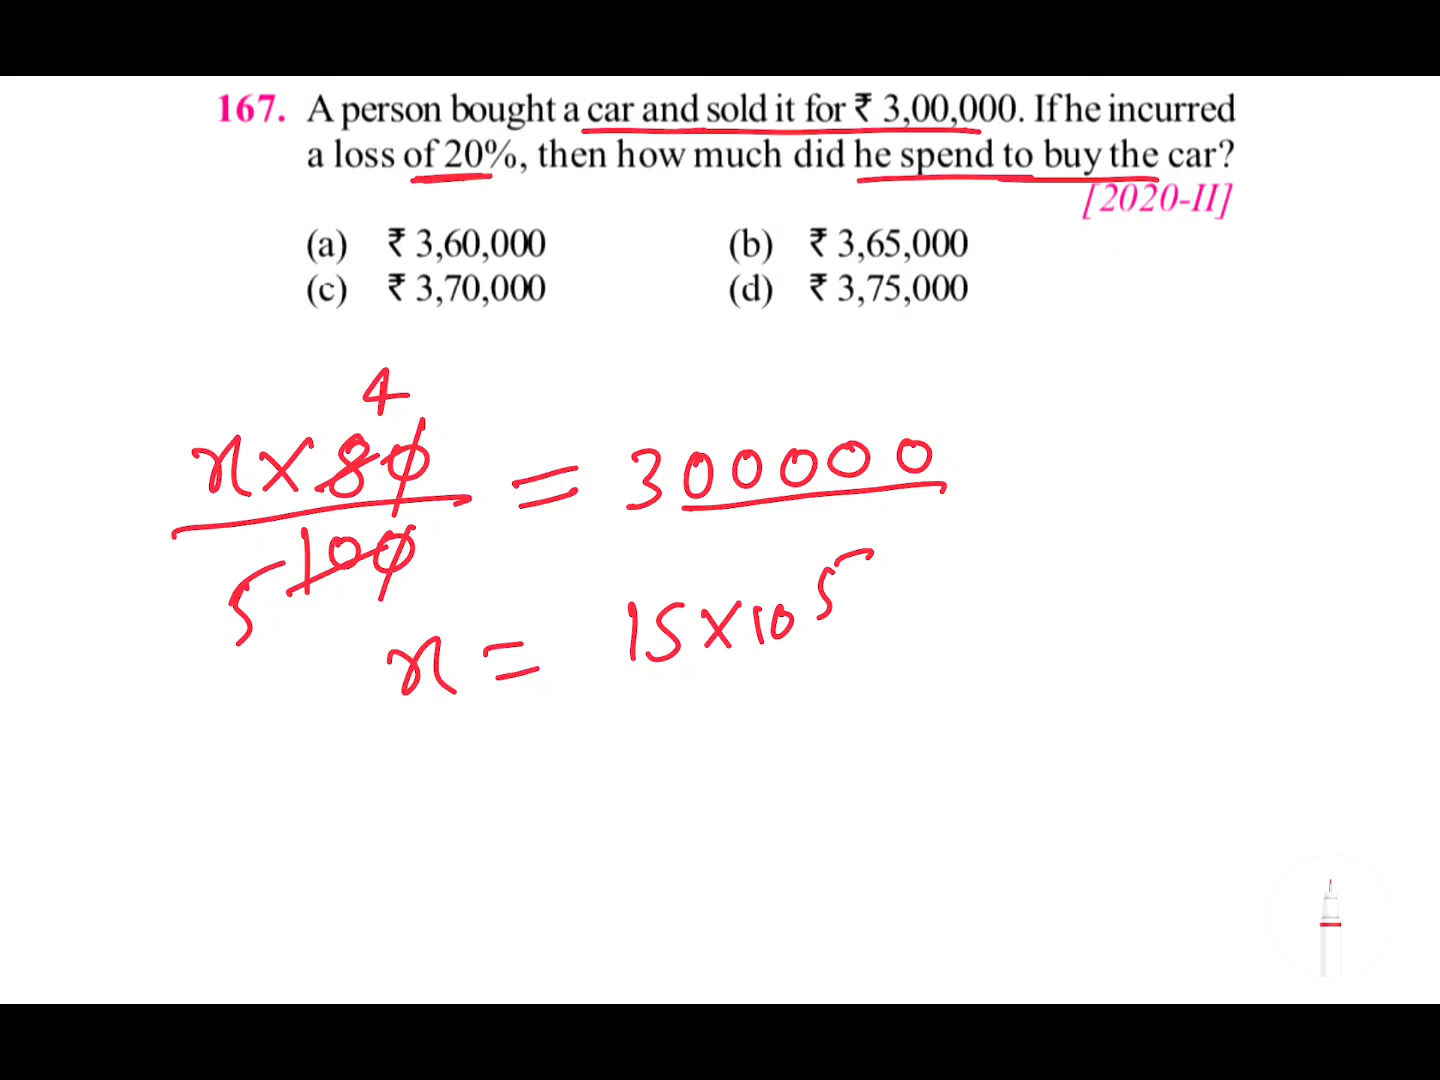 167. A person bought a car and sold it for ₹ 3,00,000. If he incurred
a loss of 20%, then how much did he spend to buy the car?
[2020-II]
(a) ₹ 3,60,000 (b) ₹ 3,65,000
(c) ₹ 3,70,000 (d) ₹ 3,75,000
4
x × 80 = 300000
5 100
x = 15 × 10⁵